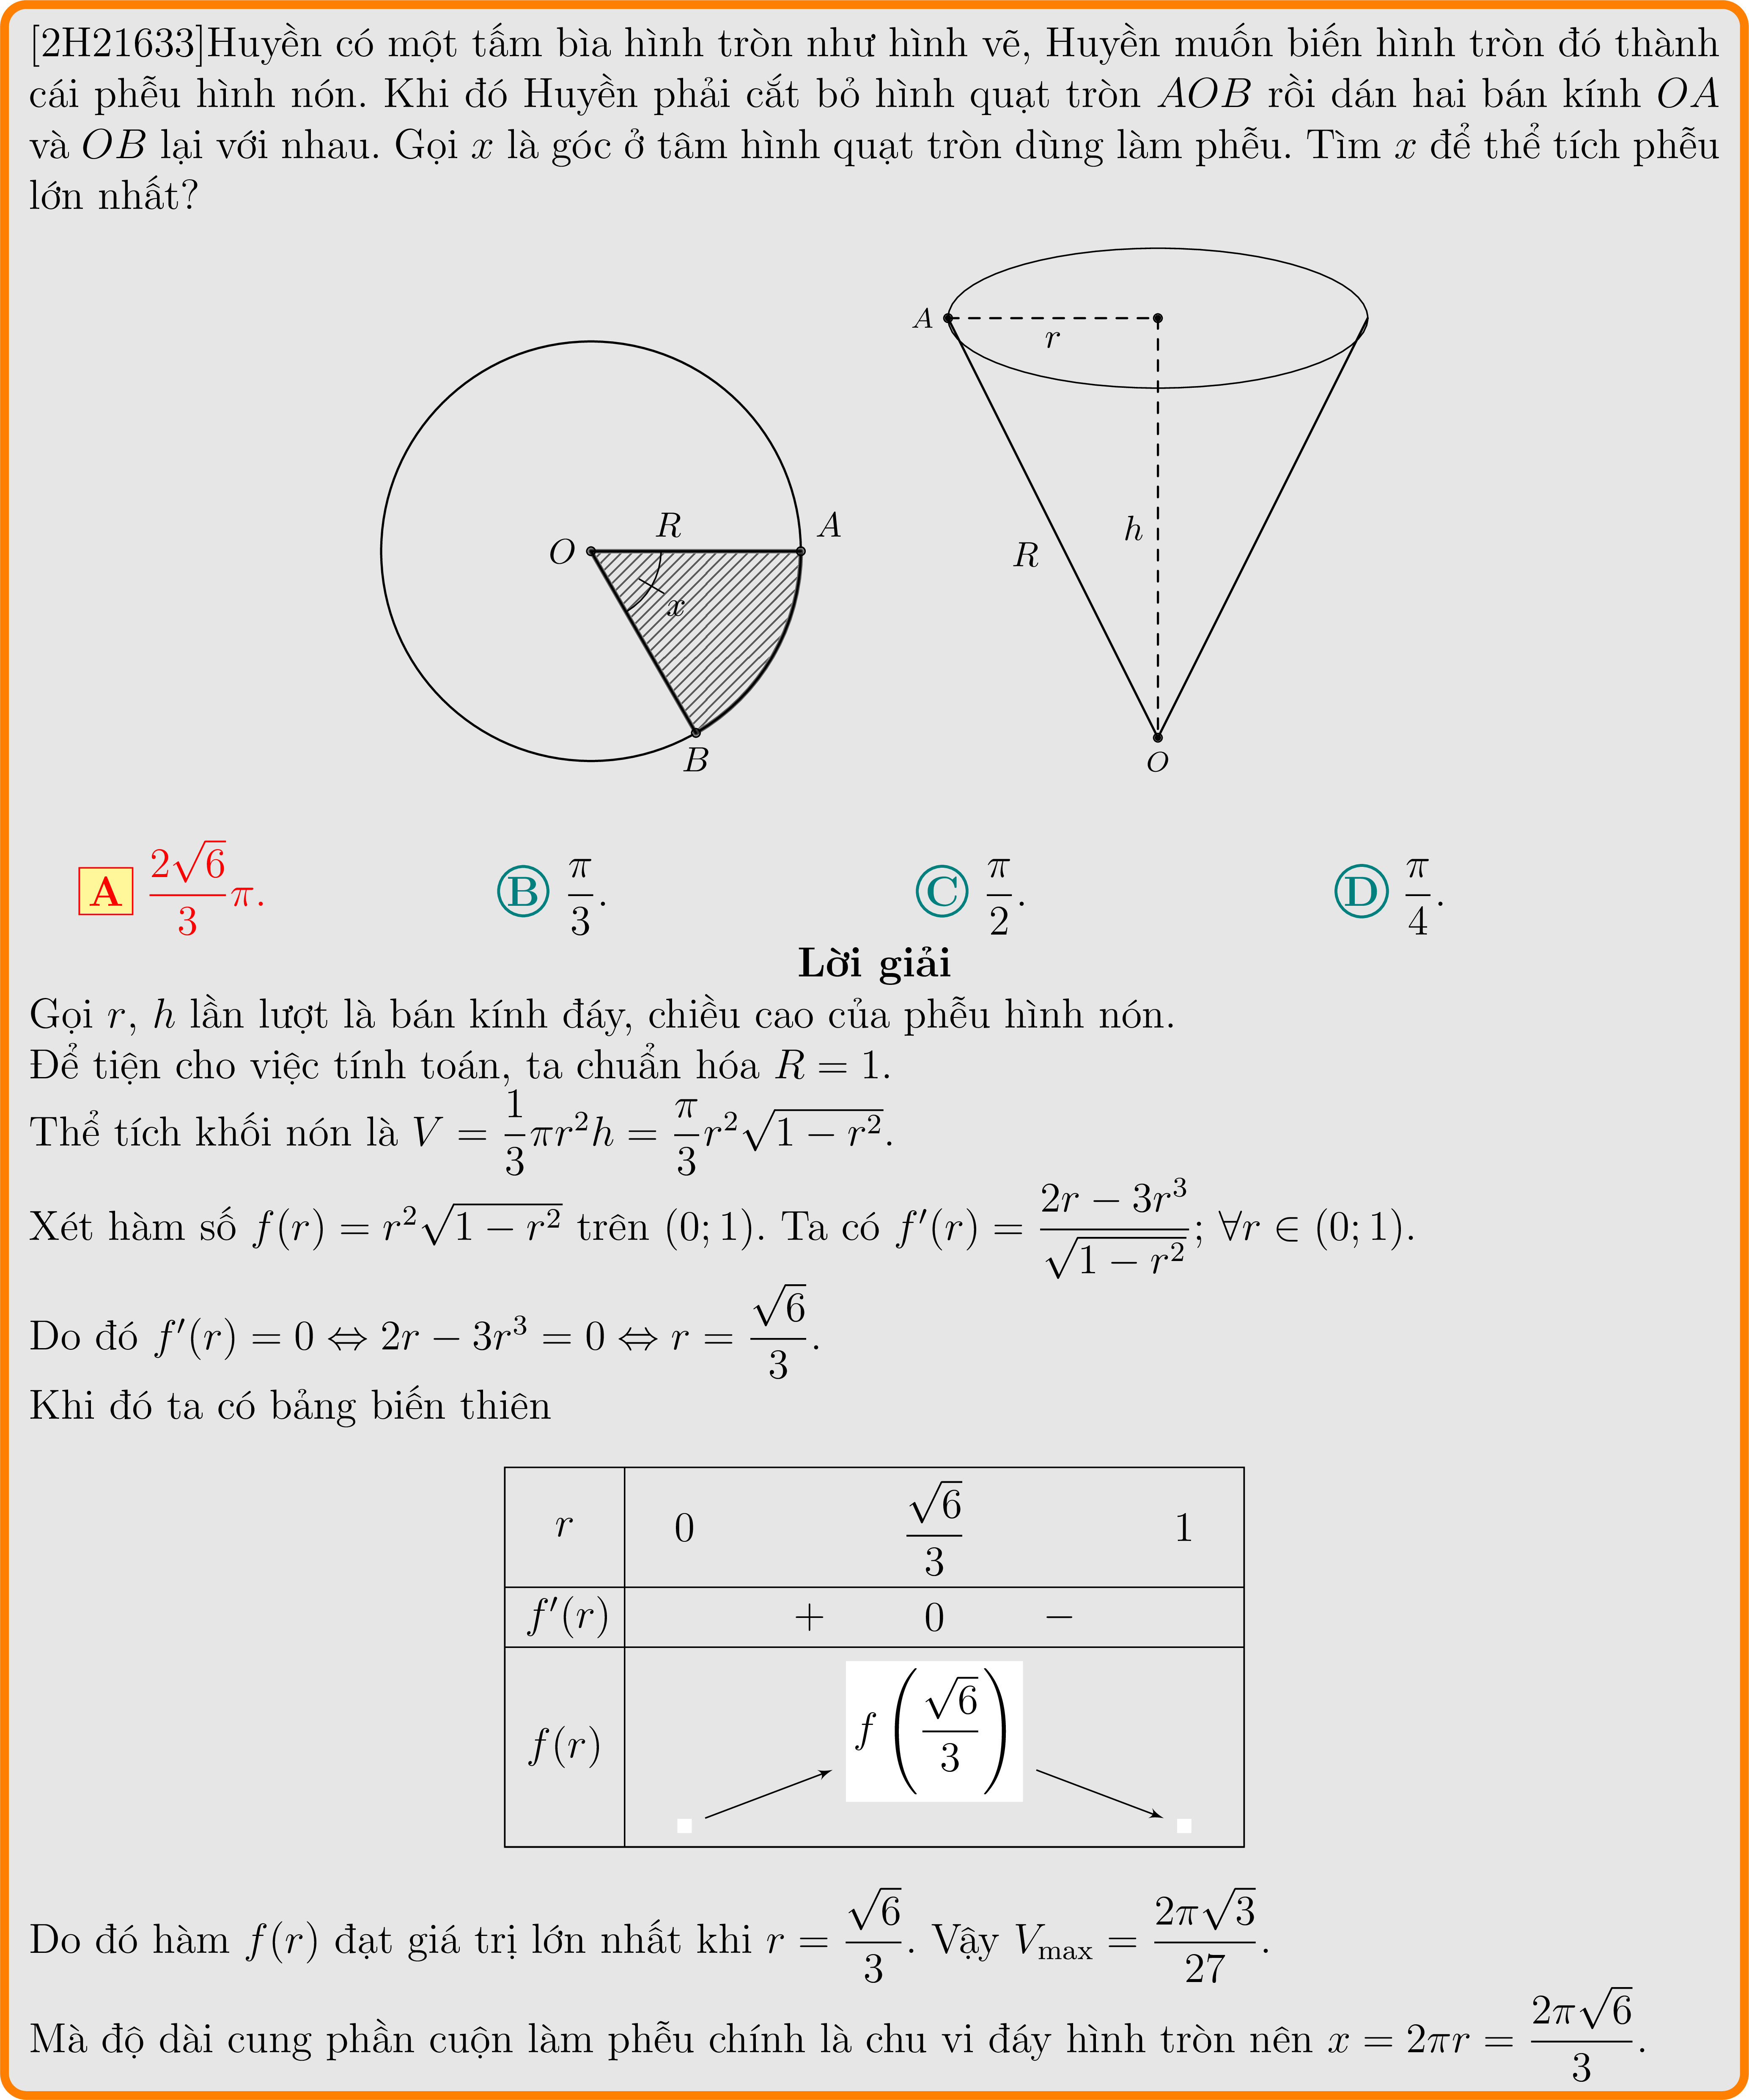 [2H21633]Huyền có một tấm bìa hình tròn như hình vẽ, Huyền muốn biến hình tròn đó thành
cái phễu hình nón. Khi đó Huyền phải cắt bỏ hình quạt tròn AOB rồi dán hai bán kính OA
và OB lại với nhau. Gọi x là góc ở tâm hình quạt tròn dùng làm phễu. Tìm x để thể tích phễu
lớn nhất?
A
r
R
A
O
x
h
R
B
O
A $\frac{2\sqrt{6}}{3}\pi$. B $\frac{\pi}{3}$. C $\frac{\pi}{2}$. D $\frac{\pi}{4}$.
Lời giải
Gọi r, h lần lượt là bán kính đáy, chiều cao của phễu hình nón.
Để tiện cho việc tính toán, ta chuẩn hóa R = 1.
Thể tích khối nón là $V = \frac{1}{3}\pi r^2 h = \frac{\pi}{3} r^2 \sqrt{1 - r^2}$.
Xét hàm số $f(r) = r^2\sqrt{1 - r^2}$ trên (0; 1). Ta có $f'(r) = \frac{2r - 3r^3}{\sqrt{1 - r^2}}$; ∀r ∈ (0; 1).
Do đó $f'(r) = 0 \Leftrightarrow 2r - 3r^3 = 0 \Leftrightarrow r = \frac{\sqrt{6}}{3}$.
Khi đó ta có bảng biến thiên
r 0 $\frac{\sqrt{6}}{3}$ 1
f′(r) + 0 −
f(r) $f\left(\frac{\sqrt{6}}{3}\right)$
Do đó hàm f(r) đạt giá trị lớn nhất khi $r = \frac{\sqrt{6}}{3}$. Vậy $V_{\max} = \frac{2\pi\sqrt{3}}{27}$.
Mà độ dài cung phần cuộn làm phễu chính là chu vi đáy hình tròn nên $x = 2\pi r = \frac{2\pi\sqrt{6}}{3}$.